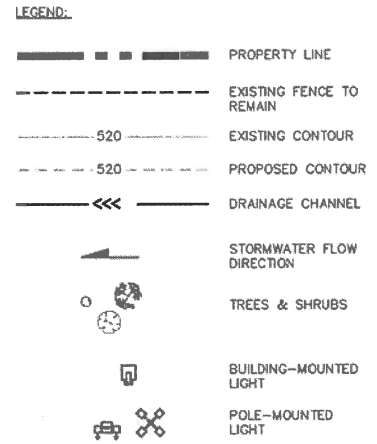 LEGEND:
PROPERTY LINE
EXISTING FENCE TO
REMAIN
520 EXISTING CONTOUR
520 PROPOSED CONTOUR
<<< DRAINAGE CHANNEL
STORMWATER FLOW
DIRECTION
TREES & SHRUBS
BUILDING-MOUNTED
LIGHT
POLE-MOUNTED
LIGHT